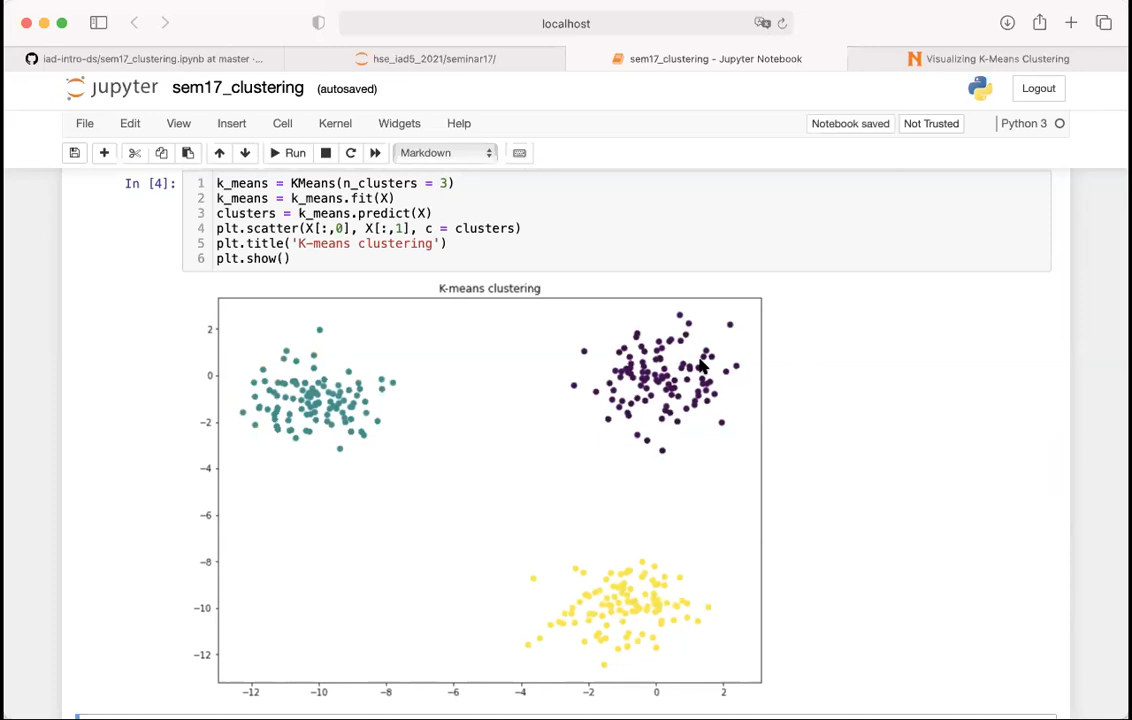 localhost
iad-intro-ds/sem17_clustering.ipynb at master ·...
hse_iad5_2021/seminar17/
sem17_clustering - Jupyter Notebook
Visualizing K-Means Clustering
jupyter sem17_clustering (autosaved)
Logout
File Edit View Insert Cell Kernel Widgets Help
Notebook saved Not Trusted Python 3
Run Markdown
In [4]:
1 k_means = KMeans(n_clusters = 3)
2 k_means = k_means.fit(X)
3 clusters = k_means.predict(X)
4 plt.scatter(X[:,0], X[:,1], c = clusters)
5 plt.title('K-means clustering')
6 plt.show()
K-means clustering
2
0
−2
−4
−6
−8
−10
−12
−12 −10 −8 −6 −4 −2 0 2